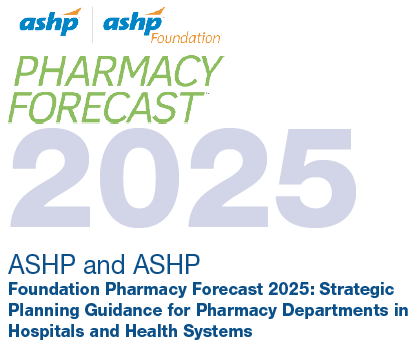 ashp ashp
Foundation
PHARMACY
FORECAST™
2025
ASHP and ASHP
Foundation Pharmacy Forecast 2025: Strategic
Planning Guidance for Pharmacy Departments in
Hospitals and Health Systems